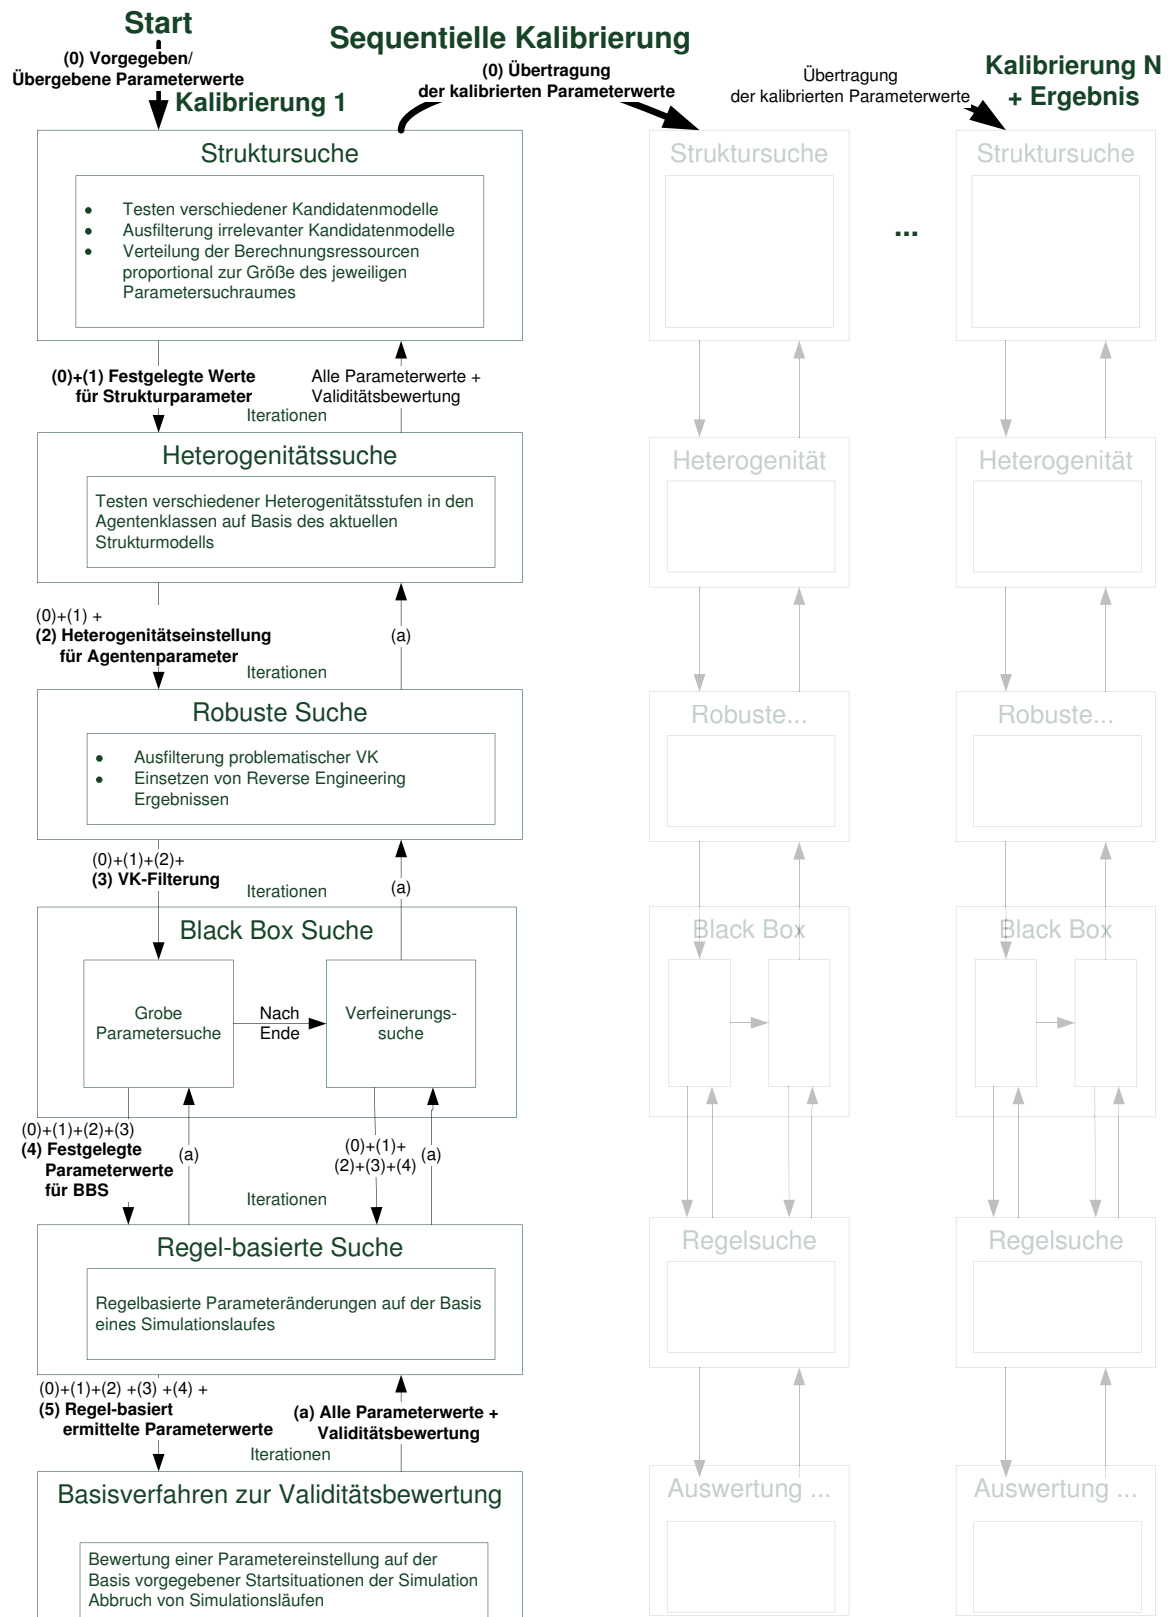 Start
Sequentielle Kalibrierung
(0) Vorgegeben/
Übergebene Parameterwerte
Kalibrierung 1
(0) Übertragung
der kalibrierten Parameterwerte
Übertragung
der kalibrierten Parameterwerte
Kalibrierung N
+ Ergebnis
Struktursuche
• Testen verschiedener Kandidatenmodelle
• Ausfilterung irrelevanter Kandidatenmodelle
• Verteilung der Berechnungsressourcen
proportional zur Größe des jeweiligen
Parametersuchraumes
Struktursuche
...
Struktursuche
(0)+(1) Festgelegte Werte
für Strukturparameter
Alle Parameterwerte +
Validitätsbewertung
Iterationen
Heterogenitätssuche
Testen verschiedener Heterogenitätsstufen in den
Agentenklassen auf Basis des aktuellen
Strukturmodells
Heterogenität
Heterogenität
(0)+(1) +
(2) Heterogenitätseinstellung
für Agentenparameter
(a)
Iterationen
Robuste Suche
• Ausfilterung problematischer VK
• Einsetzen von Reverse Engineering
Ergebnissen
Robuste...
Robuste...
(0)+(1)+(2)+
(3) VK-Filterung
(a)
Iterationen
Black Box Suche
Grobe
Parametersuche
Nach
Ende
Verfeinerungs-
suche
Black Box
Black Box
(0)+(1)+(2)+(3)
(4) Festgelegte
Parameterwerte
für BBS
(a)
(0)+(1)+
(2)+(3)+(4)
(a)
Iterationen
Regel-basierte Suche
Regelbasierte Parameteränderungen auf der Basis
eines Simulationslaufes
Regelsuche
Regelsuche
(0)+(1)+(2) +(3) +(4) +
(5) Regel-basiert
ermittelte Parameterwerte
(a) Alle Parameterwerte +
Validitätsbewertung
Iterationen
Basisverfahren zur Validitätsbewertung
Bewertung einer Parametereinstellung auf der
Basis vorgegebener Startsituationen der Simulation
Abbruch von Simulationsläufen
Auswertung ...
Auswertung ...